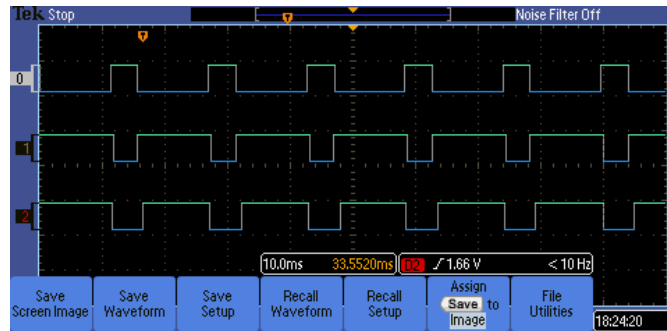 Tek Stop
Noise Filter Off
T
T
0
1
2
10.0ms 33.5520ms
D2 1.66 V < 10 Hz
Save Screen Image
Save Waveform
Save Setup
Recall Waveform
Recall Setup
Assign Save to Image
File Utilities
18:24:20